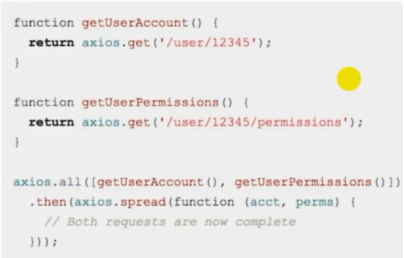 function getUserAccount() {
return axios.get('/user/12345');
}
function getUserPermissions() {
return axios.get('/user/12345/permissions');
}
axios.all([getUserAccount(), getUserPermissions()])
.then(axios.spread(function (acct, perms) {
// Both requests are now complete
}));